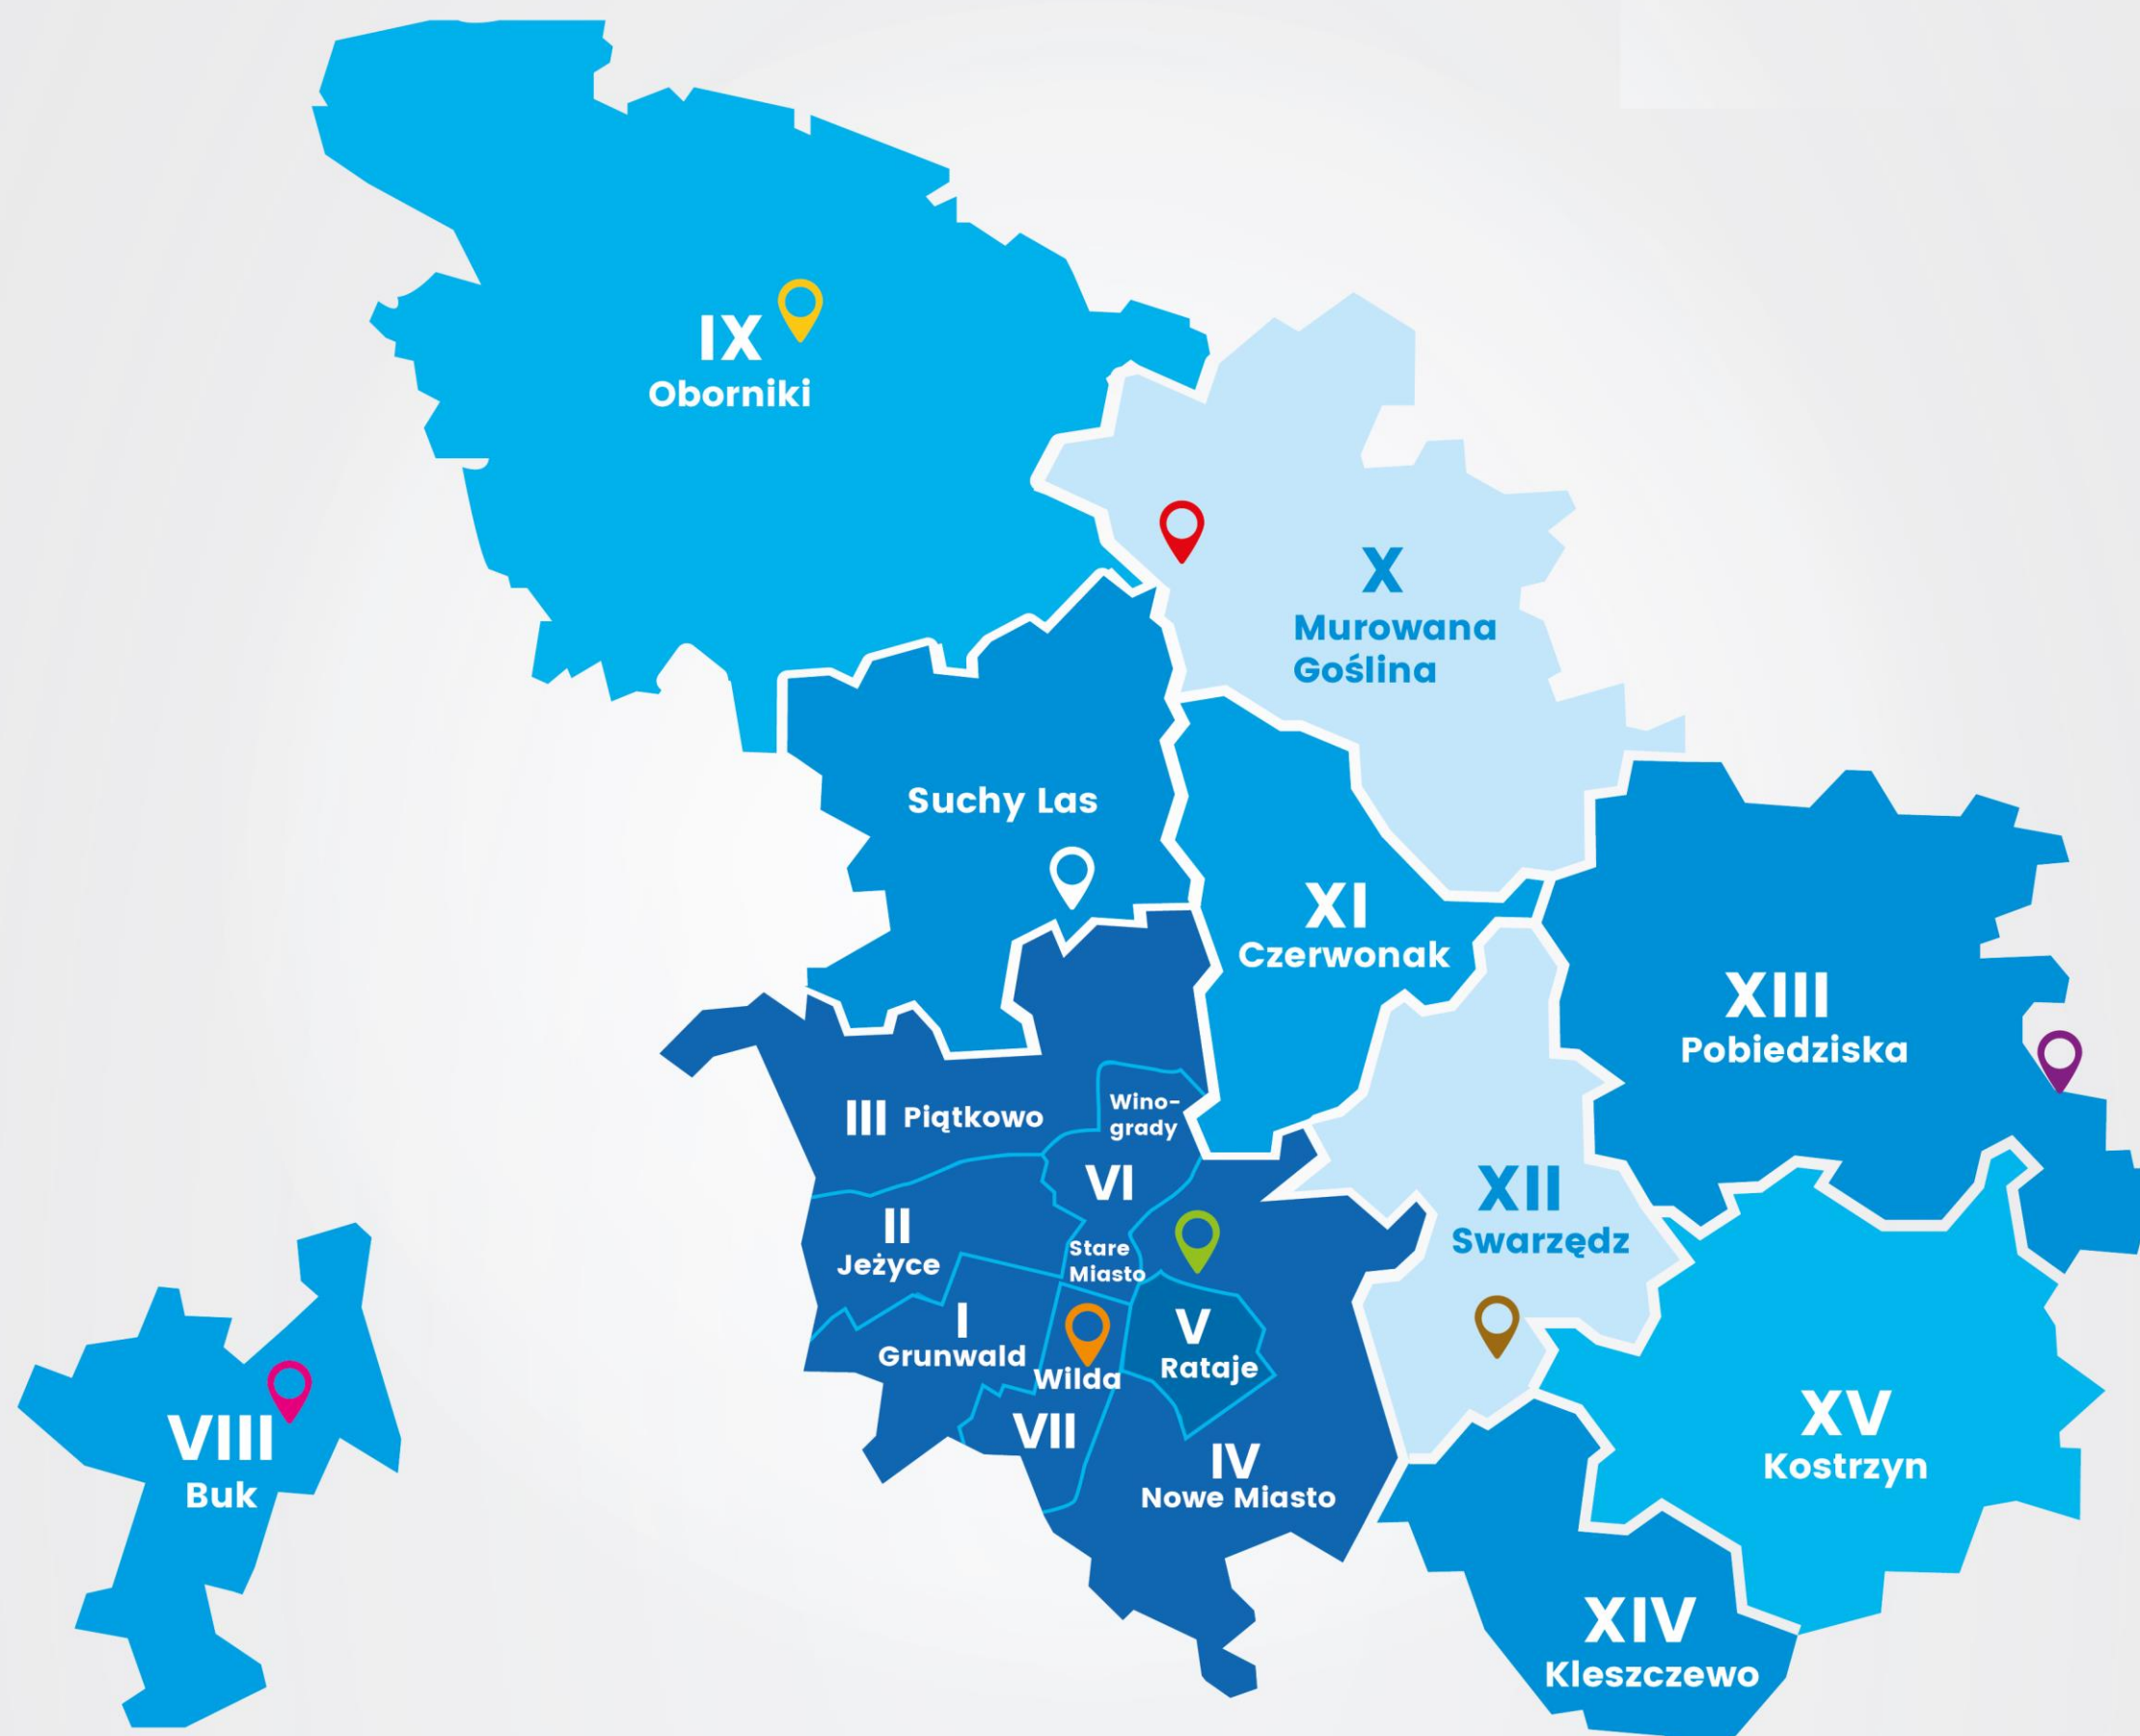 IX
Oborniki
X
Murowana
Goślina
Suchy Las
XI
Czerwonak
XIII
Pobiedziska
III Piątkowo
Wino-
grady
VI
XII
Swarzędz
II
Jeżyce
Stare
Miasto
I
Grunwald
Wilda
V
Rataje
VII
IV
Nowe Miasto
VIII
Buk
XV
Kostrzyn
XIV
Kleszczewo